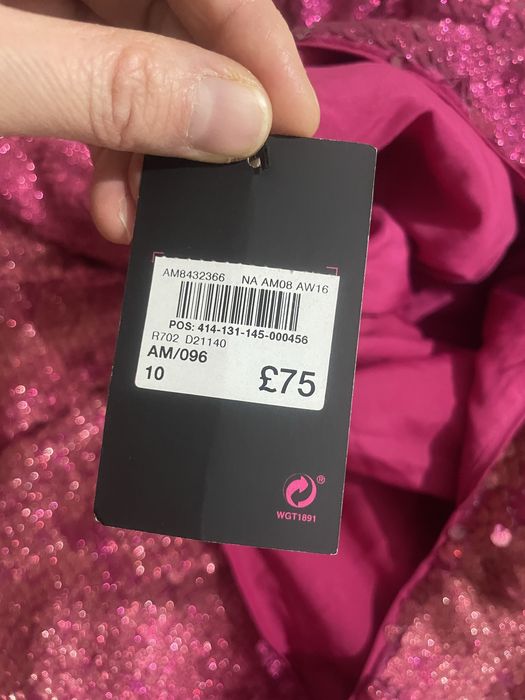 AM8432366 NA AM08 AW16
POS: 414-131-145-000456
R702 D21140
AM/096
10 £75
®
WGT1891